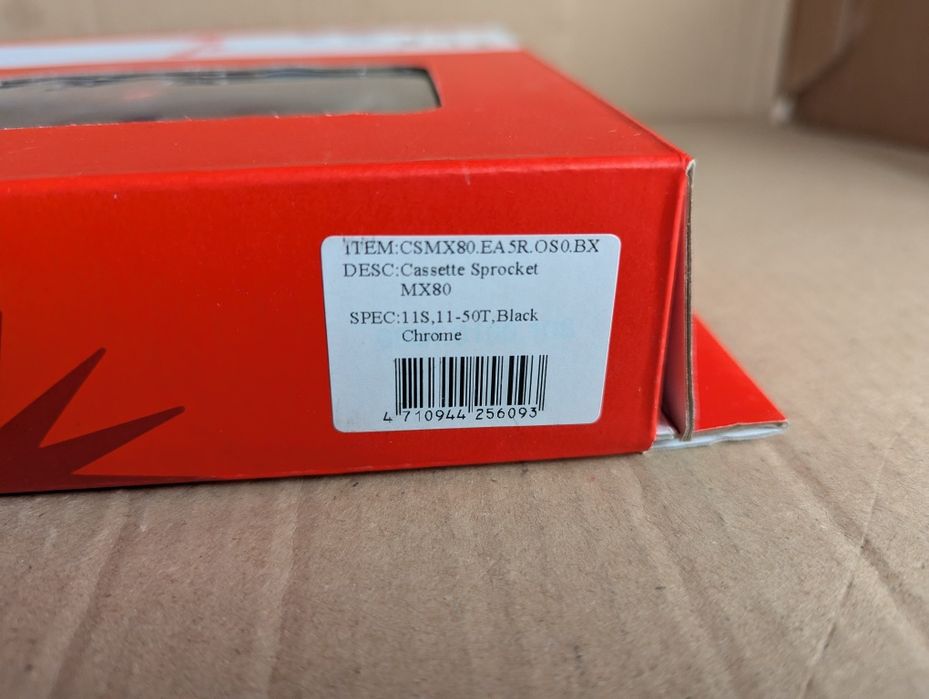 ITEM:CSMX80.EA5R.OS0.BX
DESC:Cassette Sprocket
MX80
SPEC:11S,11-50T,Black
Chrome
4 710944 256093